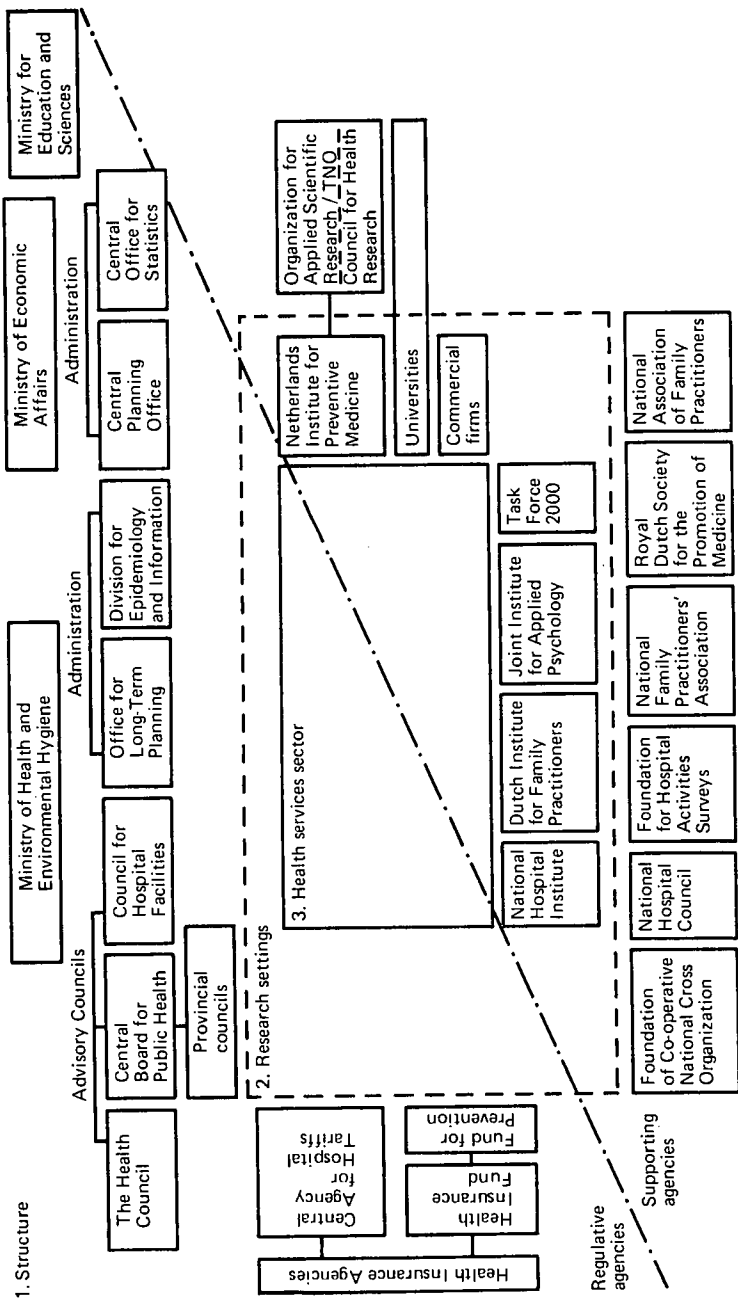 1. Structure
Ministry of Health and
Environmental Hygiene
Ministry of Economic
Affairs
Ministry for
Education and
Sciences
Advisory Councils
Administration
Administration
The Health
Council
Central
Board for
Public Health
Council for
Hospital
Facilities
Office for
Long-Term
Planning
Division for
Epidemiology
and Information
Central
Planning
Office
Central
Office for
Statistics
Provincial
councils
2. Research settings
3. Health services sector
Health Insurance Agencies
Central
Agency
for
Hospital
Tariffs
Health
Insurance
Fund
Fund for
Prevention
Netherlands
Institute for
Preventive
Medicine
Organization for
Applied Scientific
Research / TNO
Council for Health
Research
Universities
Commercial
firms
National
Hospital
Institute
Dutch Institute
for Family
Practitioners
Joint Institute
for Applied
Psychology
Task
Force
2000
Regulative
agencies
Supporting
agencies
Foundation
of Co-operative
National Cross
Organization
National
Hospital
Council
Foundation
for Hospital
Activities
Surveys
National
Family
Practitioners'
Association
Royal
Dutch Society
for the
Promotion of
Medicine
National
Association
of Family
Practitioners